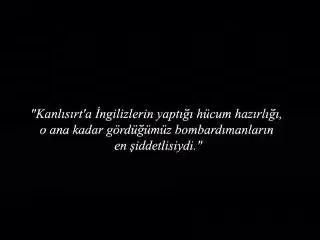 "Kanlısırt'a İngilizlerin yaptığı hücum hazırlığı,
o ana kadar gördüğümüz bombardımanların
en şiddetlisiydi."